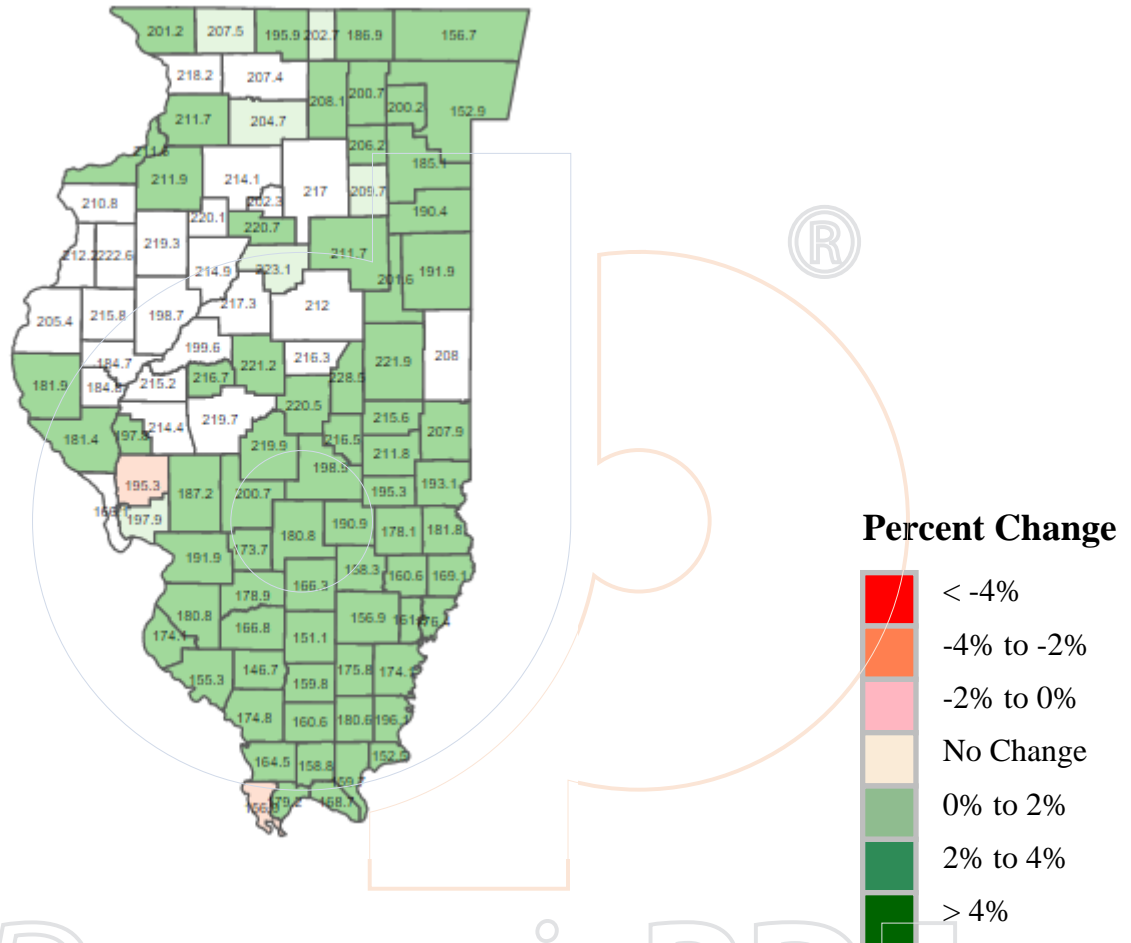 201.2 207.5 195.9 202.7 186.9 156.7
218.2 207.4
208.1 200.7 200.2 152.9
211.7 204.7
206.2 185.1
211.9 214.1 217 209.7
210.8 202.3 190.4
220.1 220.7
212.2 222.6 219.3 214.9 223.1 211.7 201.6 191.9
205.4 215.8 198.7 217.3 212
199.6 216.3 221.9 208
184.7 221.2
181.9 184.8 215.2 216.7 228.5
220.5 215.6
181.4 214.4 219.7 216.5 207.9
219.9 211.8
198.5
195.3 187.2 200.7 195.3 193.1
197.9 180.8 190.9 178.1 181.8
191.9 173.7
166.3 160.6 169.1
178.9
180.8 166.8 151.1 156.9
174.1
155.3 146.7 159.8 175.8
174.8 160.6 180.6 196.1
164.5 158.8
168.7
®
Percent Change
< -4%
-4% to -2%
-2% to 0%
No Change
0% to 2%
2% to 4%
> 4%